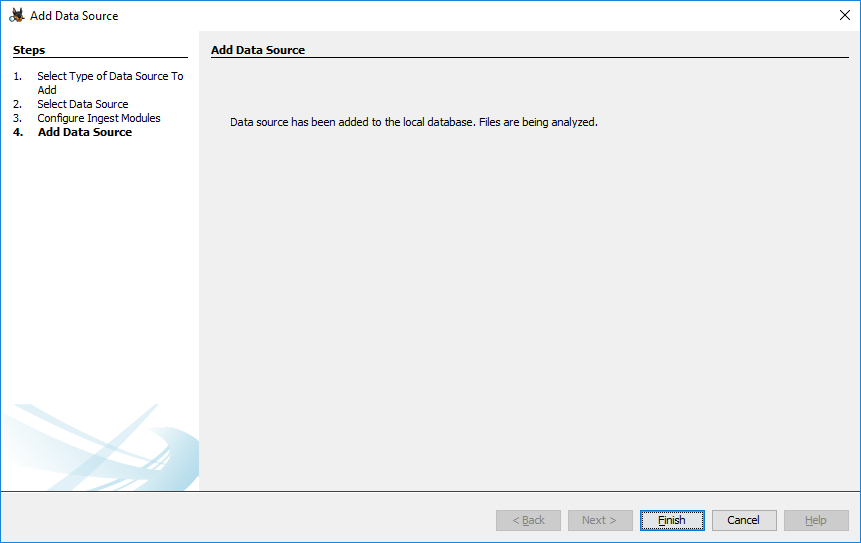 Add Data Source
Steps
1. Select Type of Data Source To
Add
2. Select Data Source
3. Configure Ingest Modules
4. Add Data Source
Add Data Source
Data source has been added to the local database. Files are being analyzed.
< Back
Next >
Finish
Cancel
Help